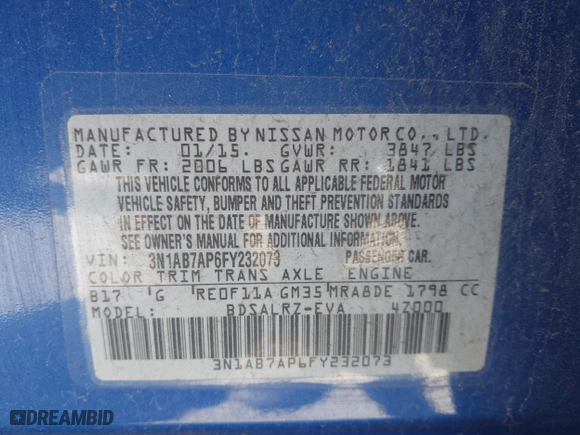 MANUFACTURED BY NISSAN MOTOR CO., LTD.
DATE: 01/15. GVWR: 3847 LBS
GAWR FR: 2006 LBS GAWR RR: 1841 LBS
THIS VEHICLE CONFORMS TO ALL APPLICABLE FEDERAL MOTOR
VEHICLE SAFETY, BUMPER AND THEFT PREVENTION STANDARDS
IN EFFECT ON THE DATE OF MANUFACTURE SHOWN ABOVE.
SEE OWNER'S MANUAL FOR ADDITIONAL INFORMATION
VIN: 3N1AB7AP6FY232073 PASSENGER CAR.
COLOR TRIM TRANS AXLE ENGINE
B17 G RE0F11A GM35 MRA8DE 1798 CC
MODEL: BDSALRZ-EVA 4Z000
3N1AB7AP6FY232073
DREAMBID